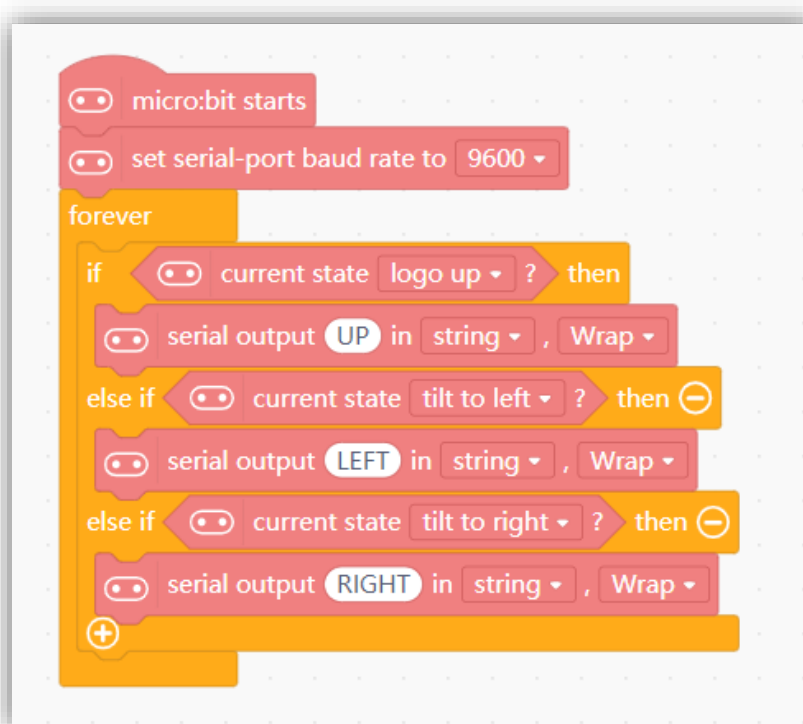 micro:bit starts
set serial-port baud rate to 9600
forever
if current state logo up ? then
serial output UP in string , Wrap
else if current state tilt to left ? then
serial output LEFT in string , Wrap
else if current state tilt to right ? then
serial output RIGHT in string , Wrap